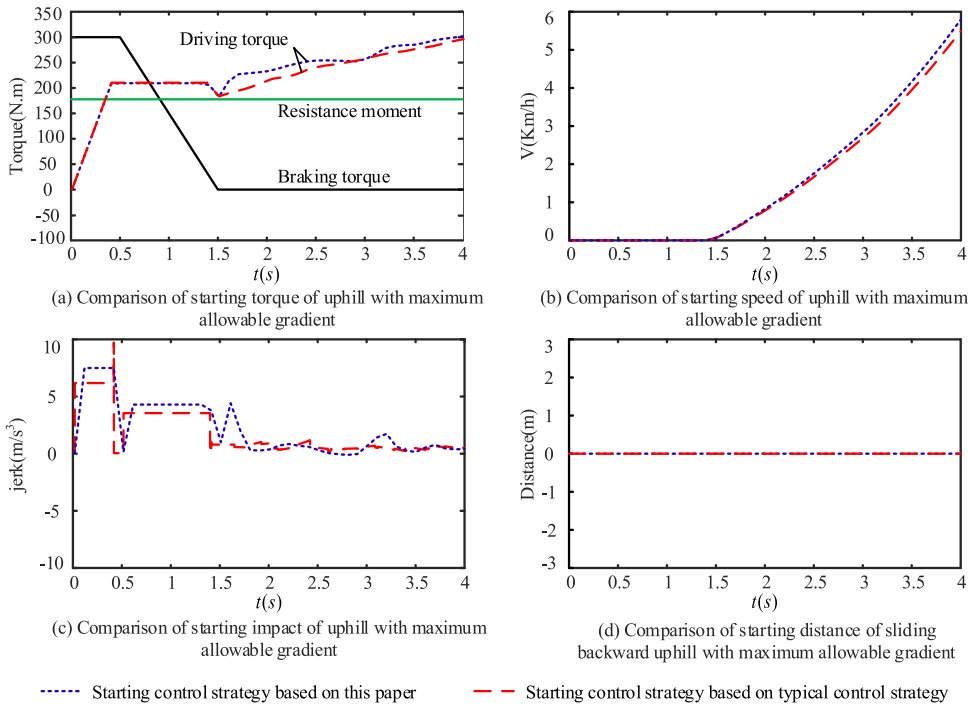 300
250
200
150
100
50
0
-50
-100
Torque(N.m)
Driving torque
Resistance moment
Braking torque
0 0.5 1 1.5 2 2.5 3 3.5 4
t(s)
(a) Comparison of starting torque of uphill with maximum
allowable gradient
6
5
4
3
2
1
0
V(Km/h)
0 0.5 1 1.5 2 2.5 3 3.5 4
t(s)
(b) Comparison of starting speed of uphill with maximum
allowable gradient
10
5
0
-5
-10
jerk(m/s³)
0 0.5 1 1.5 2 2.5 3 3.5 4
t(s)
(c) Comparison of starting impact of uphill with maximum
allowable gradient
3
2
1
0
-1
-2
-3
Distance(m)
0 0.5 1 1.5 2 2.5 3 3.5 4
t(s)
(d) Comparison of starting distance of sliding
backward uphill with maximum allowable gradient
Starting control strategy based on this paper
Starting control strategy based on typical control strategy